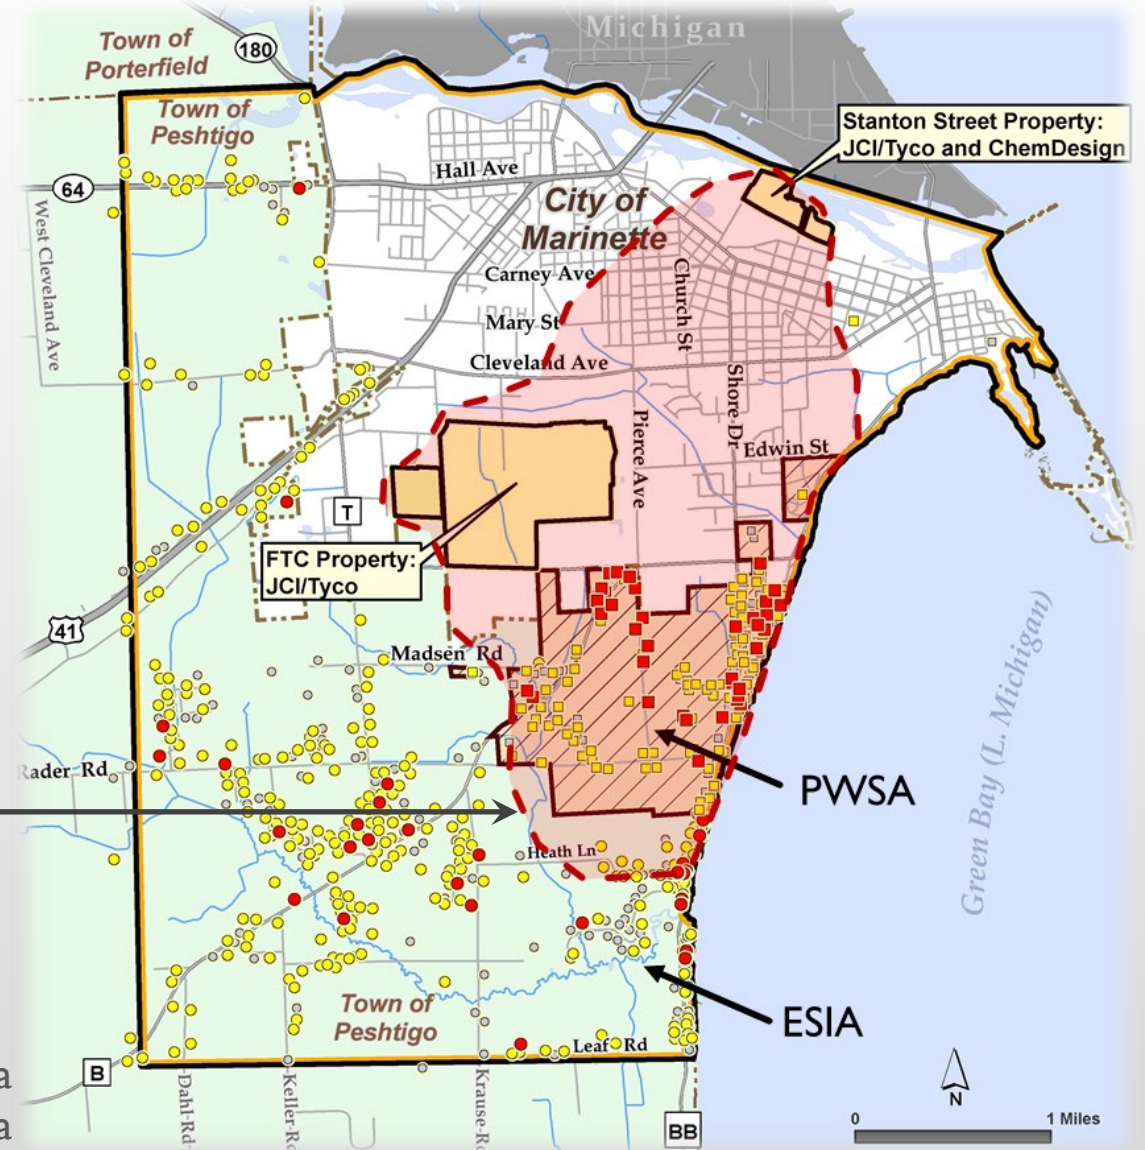 Michigan
Town of
Porterfield
180
Town of
Peshtigo
Stanton Street Property:
JCI/Tyco and ChemDesign
64
Hall Ave
City of
Marinette
West Cleveland Ave
Carney Ave
Church St
Mary St
Cleveland Ave
Shore Dr
Pierce Ave
Edwin St
T
FTC Property:
JCI/Tyco
41
Madsen Rd
Green Bay (L. Michigan)
Rader Rd
PWSA
Heath Ln
ESIA
Town of
Peshtigo
Leaf Rd
B
a
a
Dahl Rd
Keller Rd
Krause Rd
BB
N
0 1 Miles